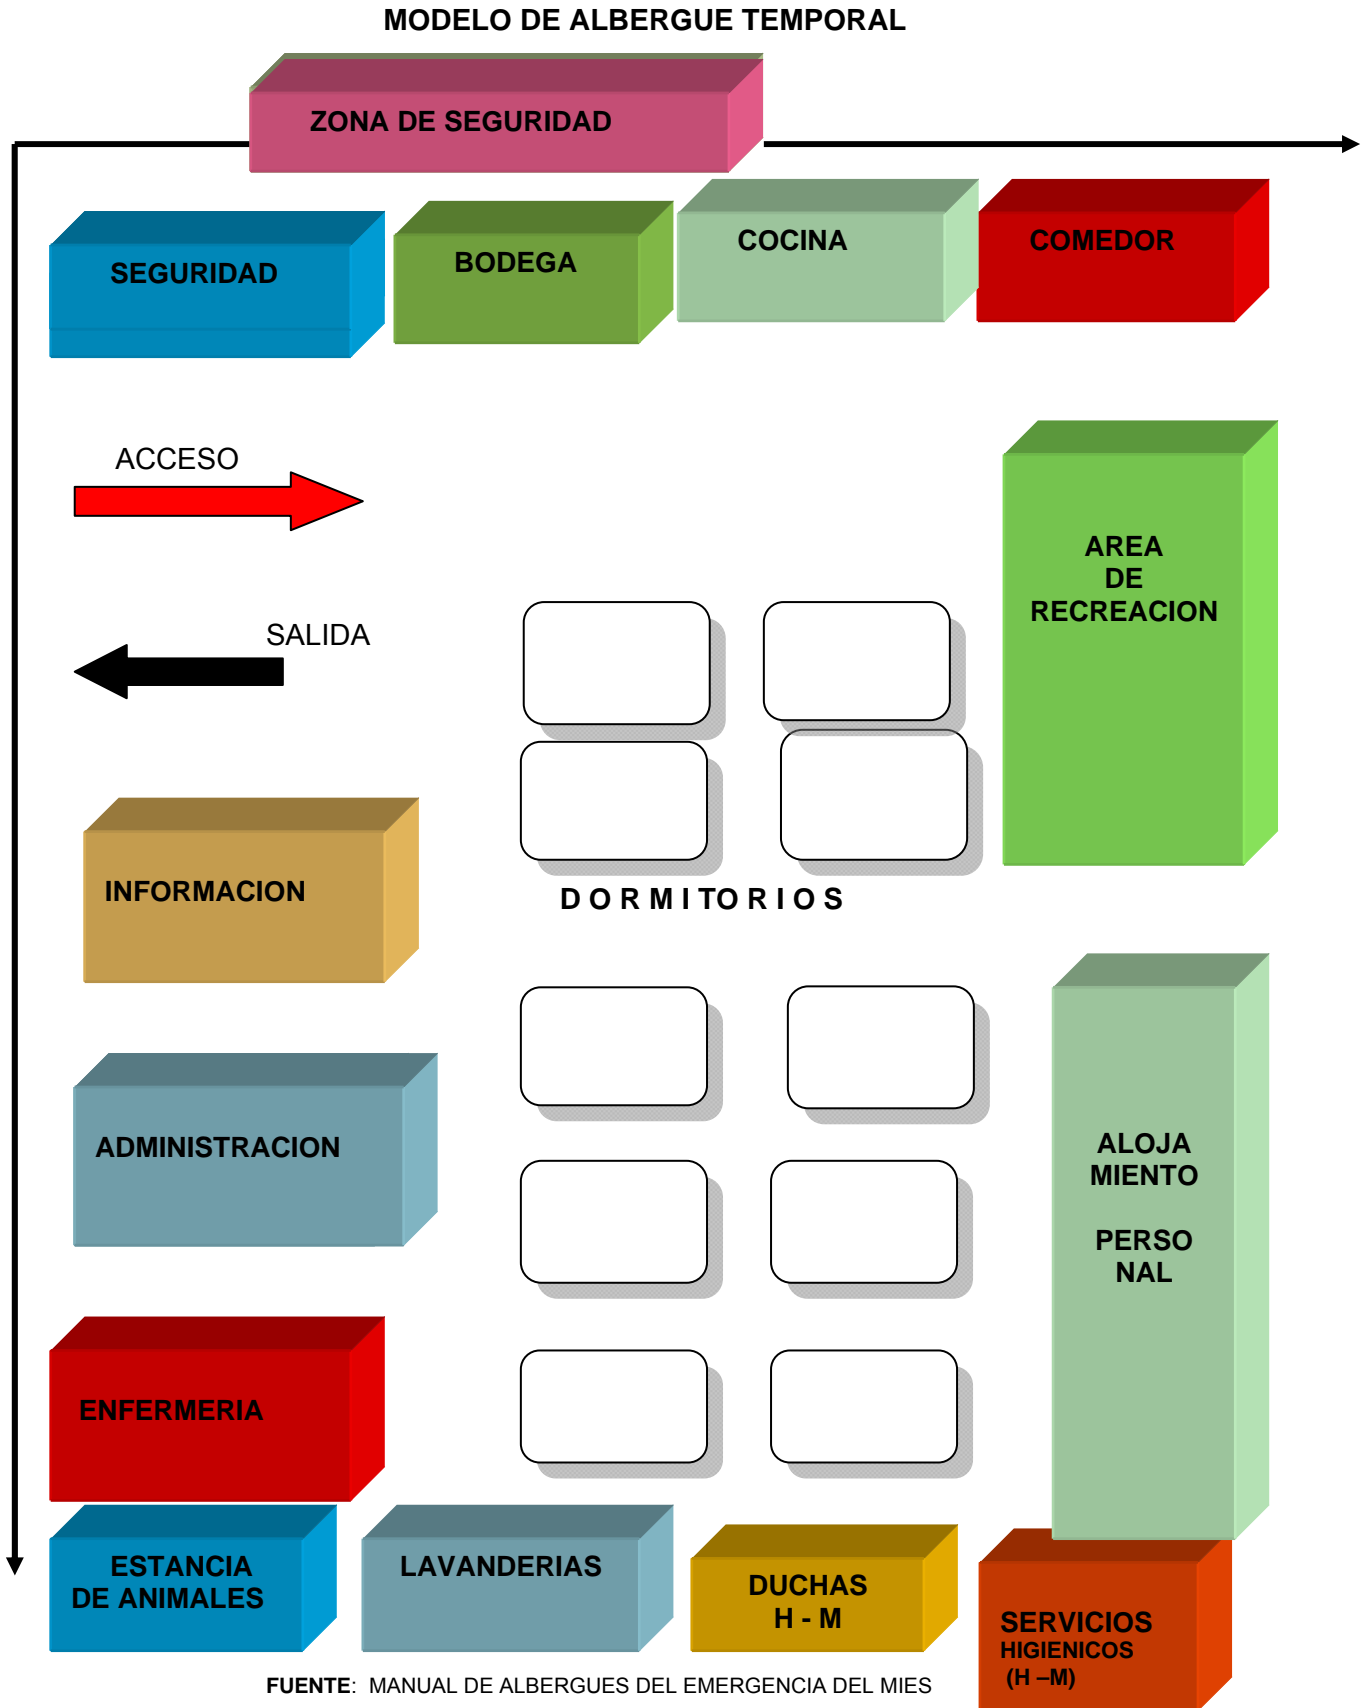 MODELO DE ALBERGUE TEMPORAL
ZONA DE SEGURIDAD
SEGURIDAD
BODEGA
COCINA
COMEDOR
ACCESO
SALIDA
AREA
DE
RECREACION
INFORMACION
D O R M I TO R I O S
ADMINISTRACION
ALOJA
MIENTO
PERSO
NAL
ENFERMERIA
ESTANCIA
DE ANIMALES
LAVANDERIAS
DUCHAS
H - M
SERVICIOS
HIGIENICOS
(H –M)
FUENTE: MANUAL DE ALBERGUES DEL EMERGENCIA DEL MIES